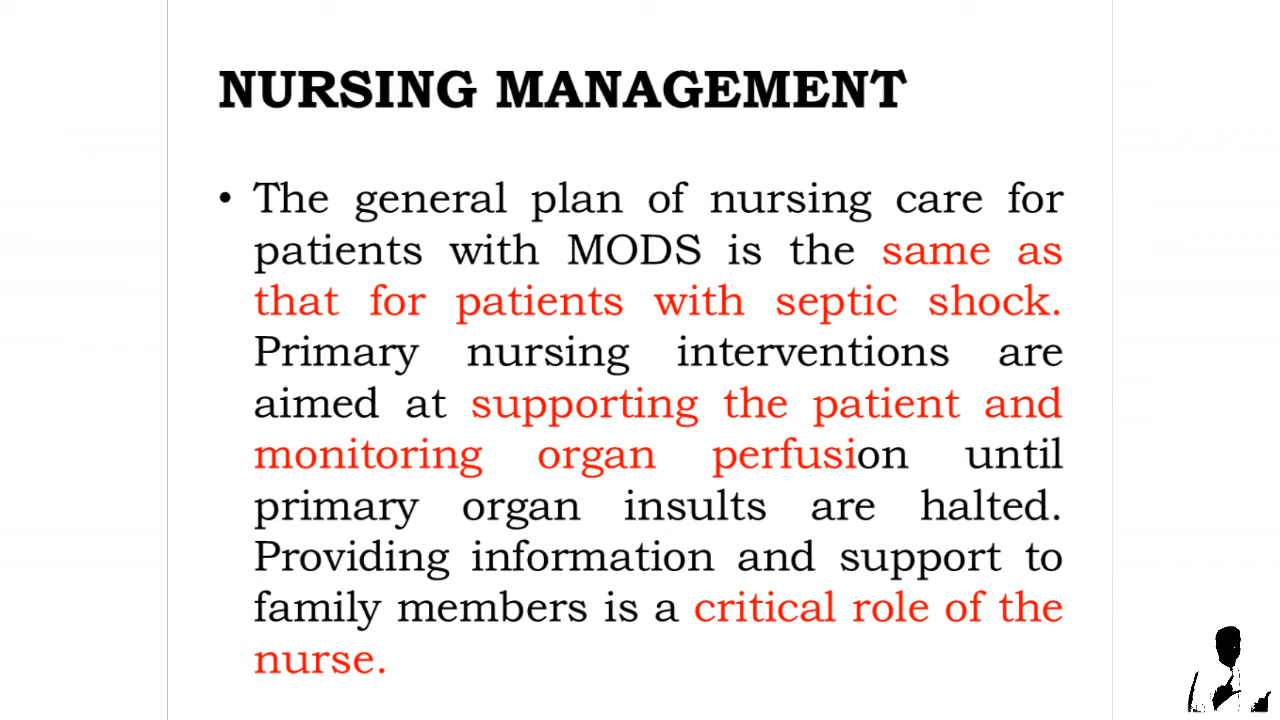 NURSING MANAGEMENT
• The general plan of nursing care for
patients with MODS is the same as
that for patients with septic shock.
Primary nursing interventions are
aimed at supporting the patient and
monitoring organ perfusion until
primary organ insults are halted.
Providing information and support to
family members is a critical role of the
nurse.